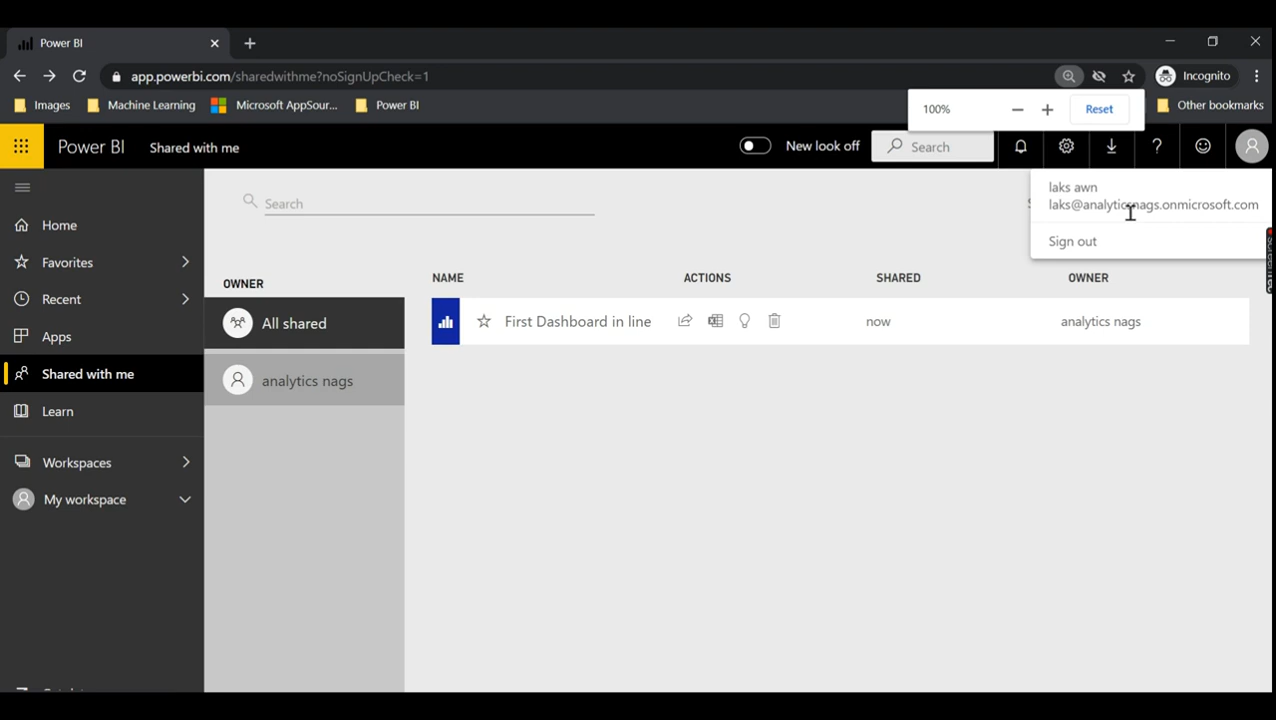 Power BI
app.powerbi.com/sharedwithme?noSignUpCheck=1
Incognito
Images
Machine Learning
Microsoft AppSour...
Power BI
Other bookmarks
100%
Reset
Power BI
Shared with me
New look off
Search
laks awn
laks@analyticsnags.onmicrosoft.com
Sign out
Home
Favorites
Recent
Apps
Shared with me
Learn
Workspaces
My workspace
Search
OWNER
All shared
analytics nags
NAME
ACTIONS
SHARED
OWNER
First Dashboard in line
now
analytics nags